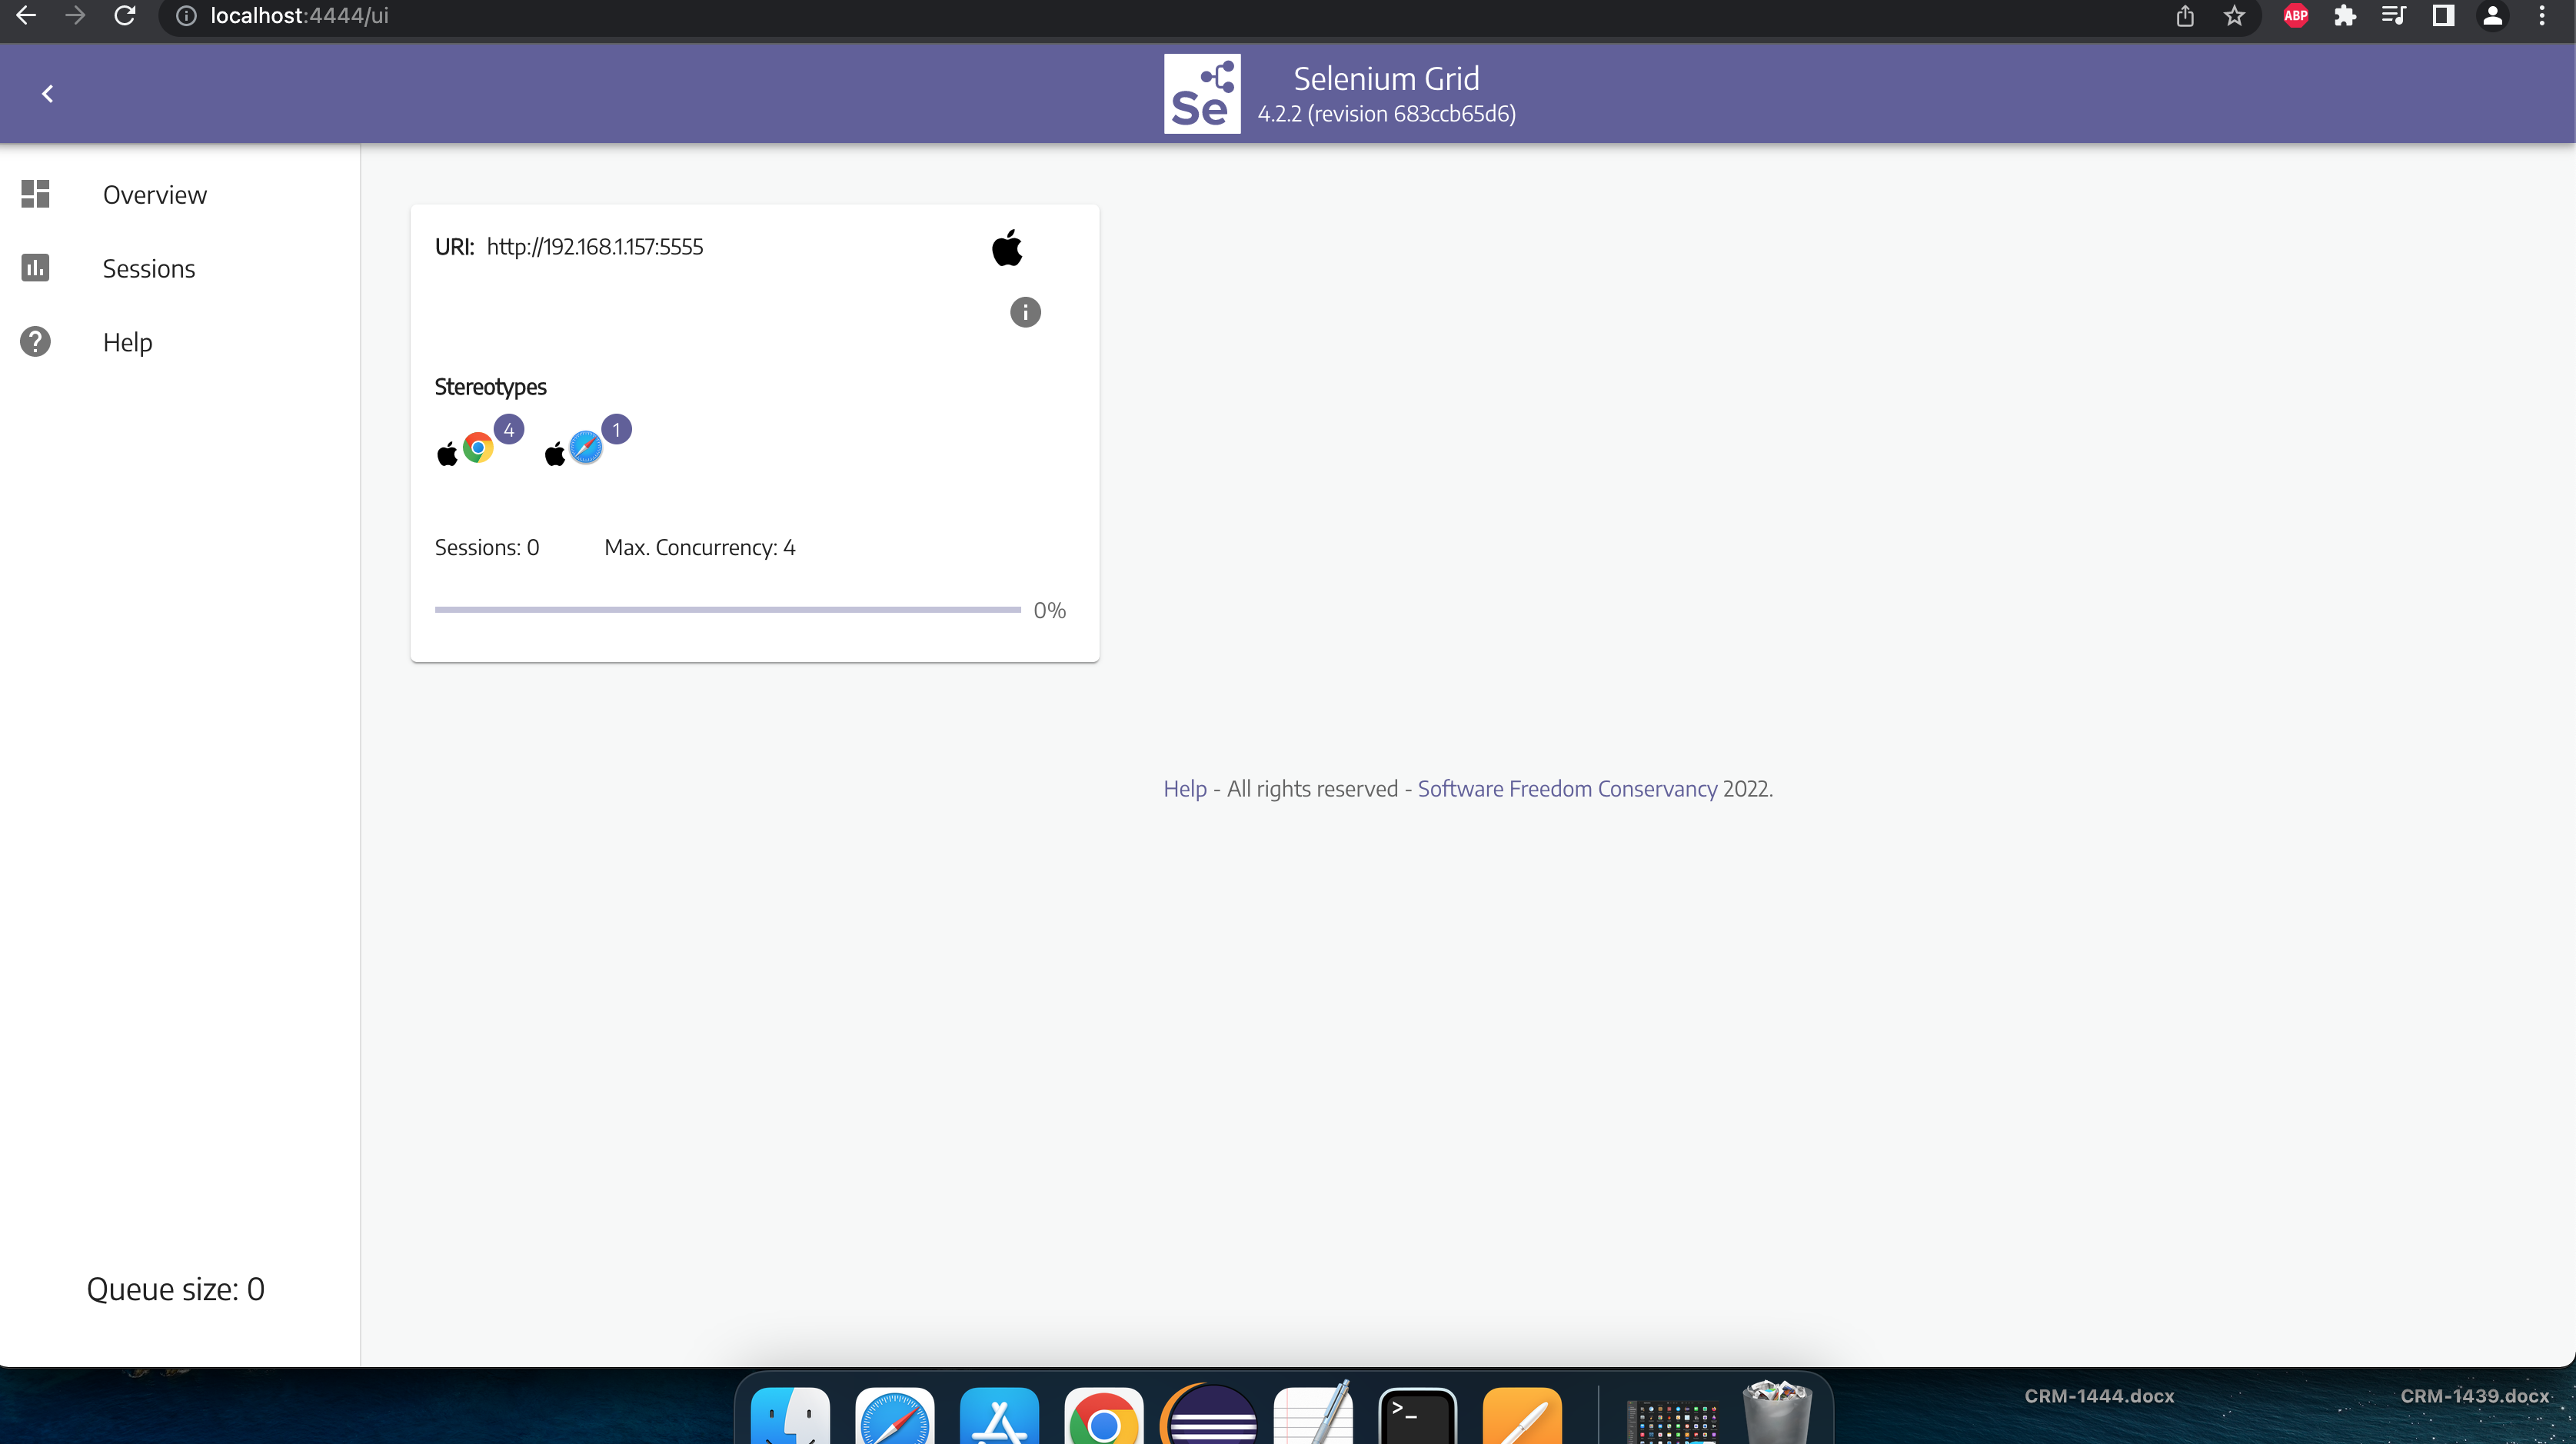 localhost:4444/ui
ABP
Se
Selenium Grid
4.2.2 (revision 683ccb65d6)
Overview
Sessions
Help
URI: http://192.168.1.157:5555
Stereotypes
4
1
Sessions: 0 Max. Concurrency: 4
0%
Help - All rights reserved - Software Freedom Conservancy 2022.
Queue size: 0
>_
CRM-1444.docx
CRM-1439.docx